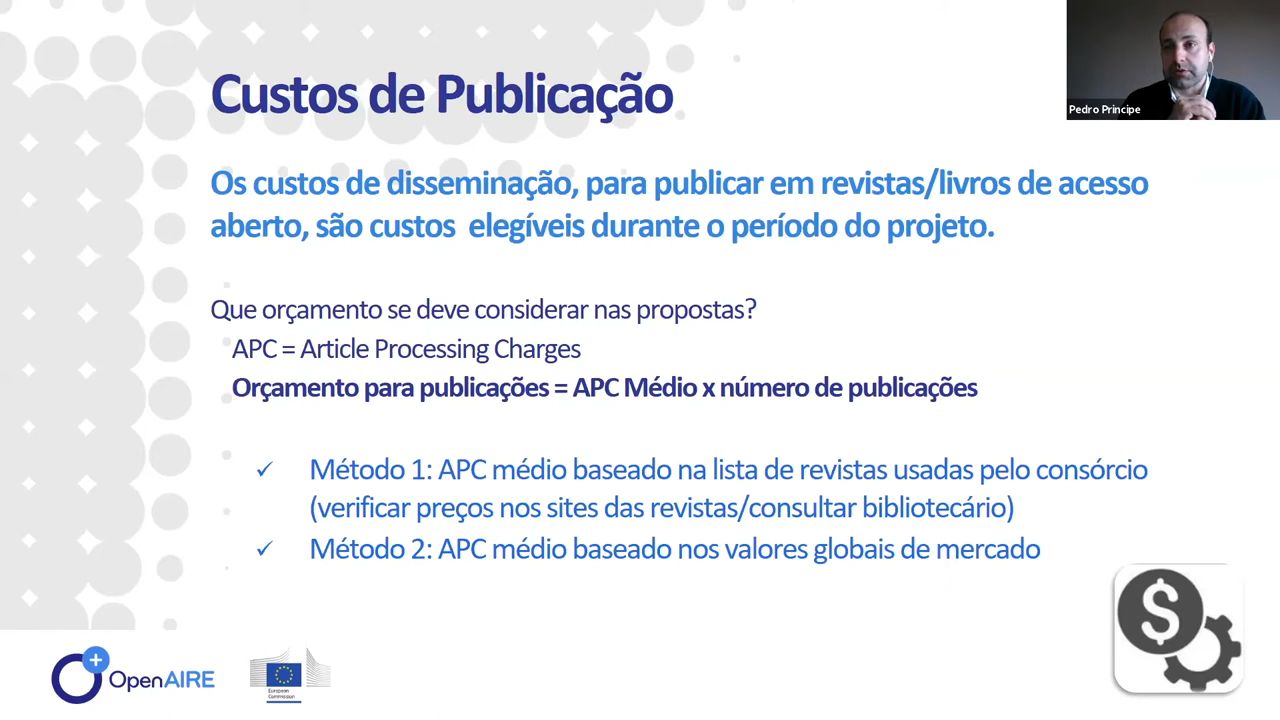 Custos de Publicação
Pedro Principe
Os custos de disseminação, para publicar em revistas/livros de acesso
aberto, são custos elegíveis durante o período do projeto.
Que orçamento se deve considerar nas propostas?
APC = Article Processing Charges
Orçamento para publicações = APC Médio x número de publicações
✓ Método 1: APC médio baseado na lista de revistas usadas pelo consórcio
(verificar preços nos sites das revistas/consultar bibliotecário)
✓ Método 2: APC médio baseado nos valores globais de mercado
$
OpenAIRE
European
Commission